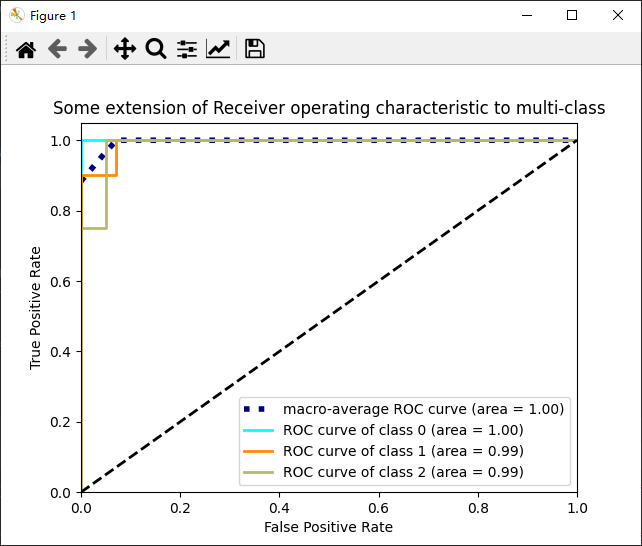 Figure 1
Some extension of Receiver operating characteristic to multi-class
1.0
0.8
0.6
0.4
0.2
0.0
True Positive Rate
macro-average ROC curve (area = 1.00)
ROC curve of class 0 (area = 1.00)
ROC curve of class 1 (area = 0.99)
ROC curve of class 2 (area = 0.99)
0.0 0.2 0.4 0.6 0.8 1.0
False Positive Rate